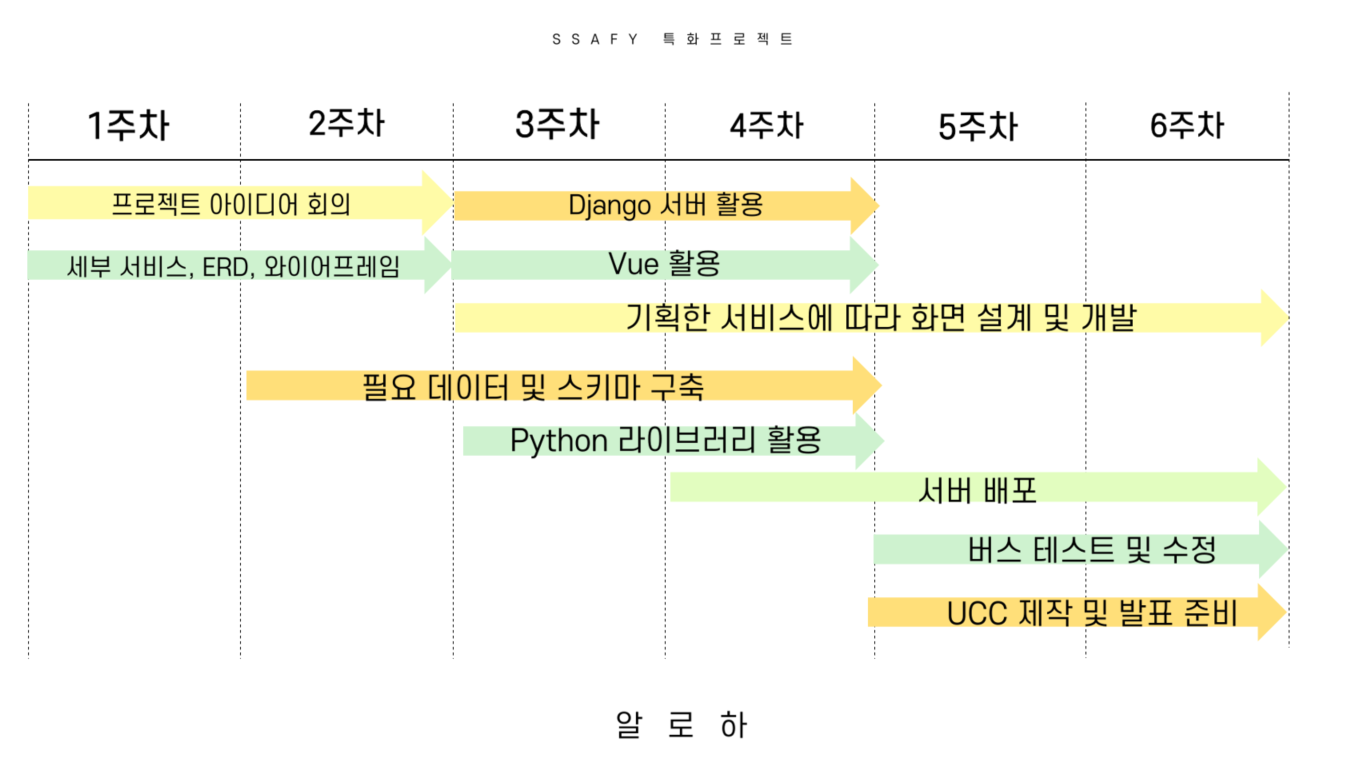 SSAFY 특화프로젝트
1주차 2주차 3주차 4주차 5주차 6주차
프로젝트 아이디어 회의
Django 서버 활용
세부 서비스, ERD, 와이어프레임
Vue 활용
기획한 서비스에 따라 화면 설계 및 개발
필요 데이터 및 스키마 구축
Python 라이브러리 활용
서버 배포
버스 테스트 및 수정
UCC 제작 및 발표 준비
알로하